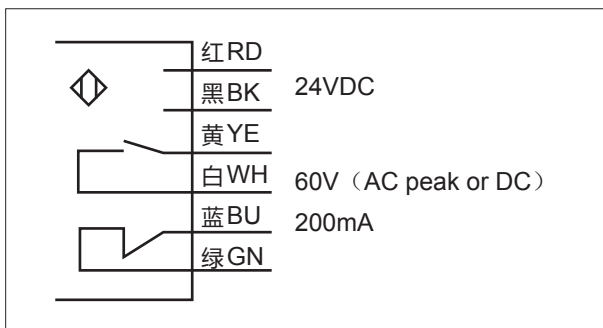 红RD
24VDC
黑BK
黄YE
白WH
60V（AC peak or DC）
蓝BU
200mA
绿GN